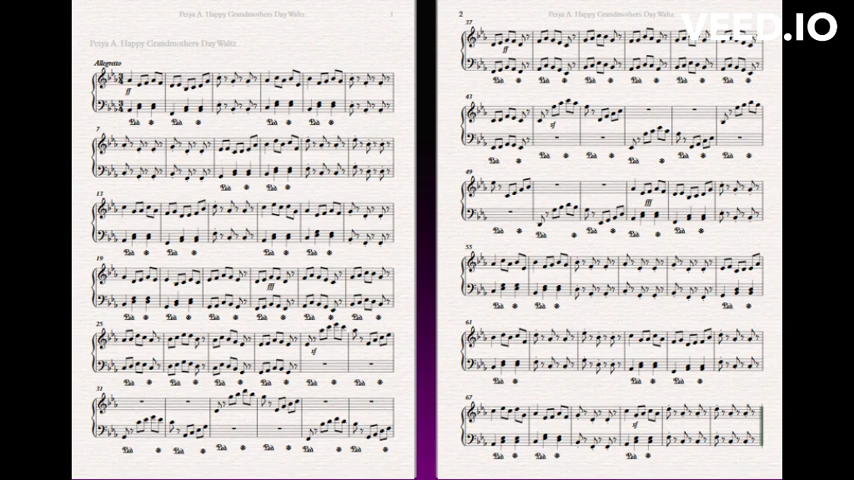 Petya A. Happy Grandmothers Day Waltz
1
Petya A. Happy Grandmothers Day Waltz
Allegretto
ff
7
13
19
fff
25
sf
31
2
Petya A. Happy Grandmothers Day Waltz
VEED.IO
37
ff
43
sf
49
fff
55
61
67
sf